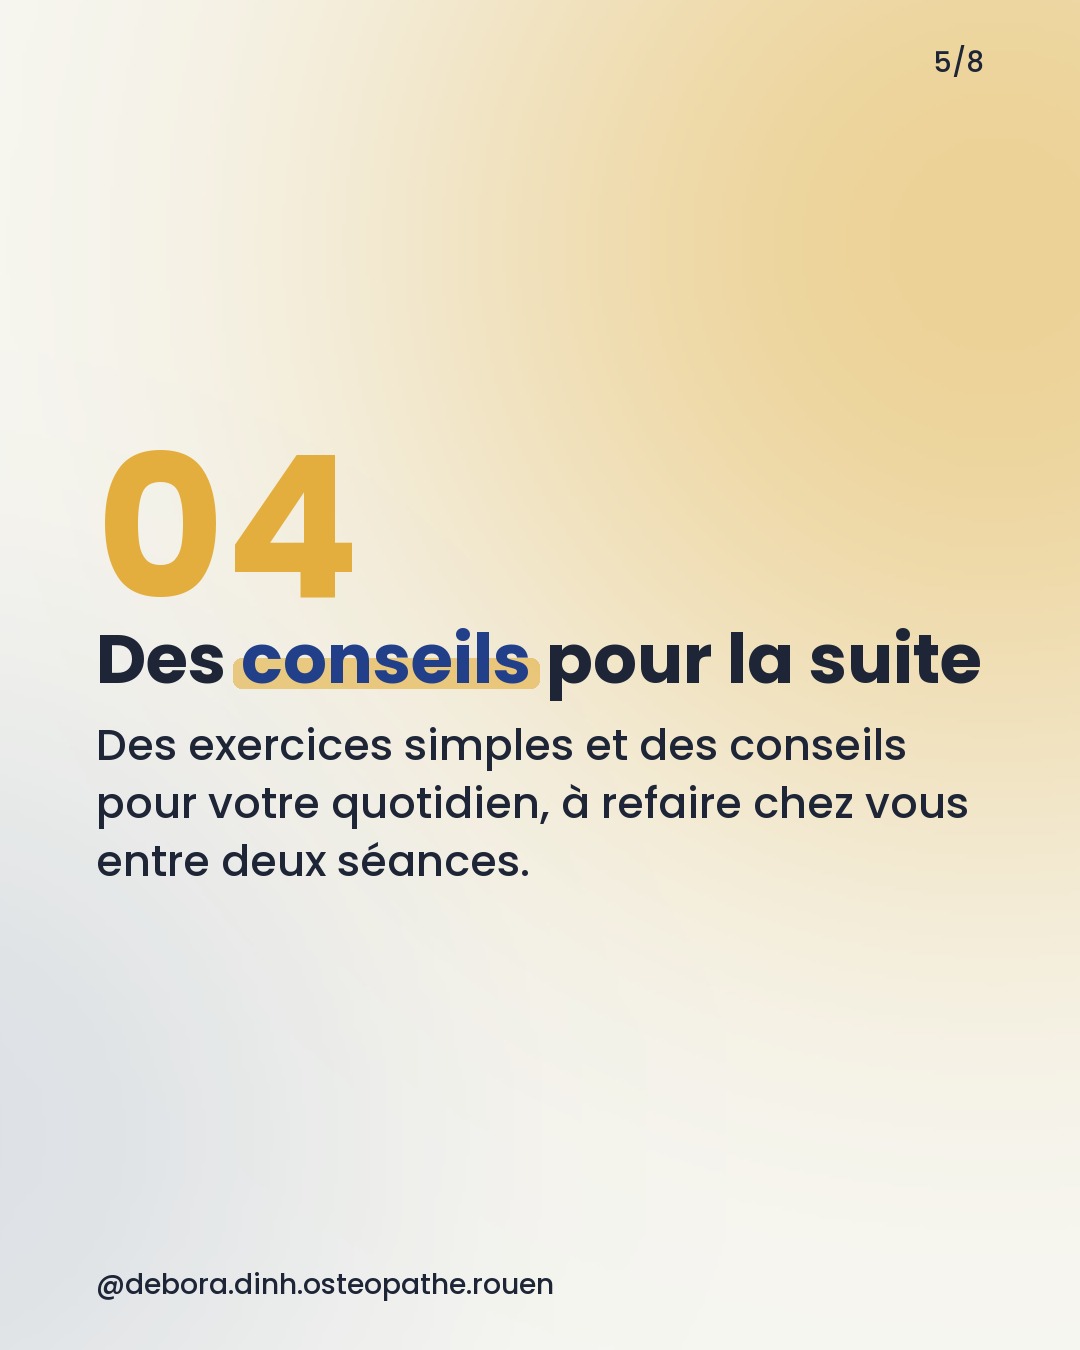 5/8
04
Des conseils pour la suite
Des exercices simples et des conseils
pour votre quotidien, à refaire chez vous
entre deux séances.
@debora.dinh.osteopathe.rouen